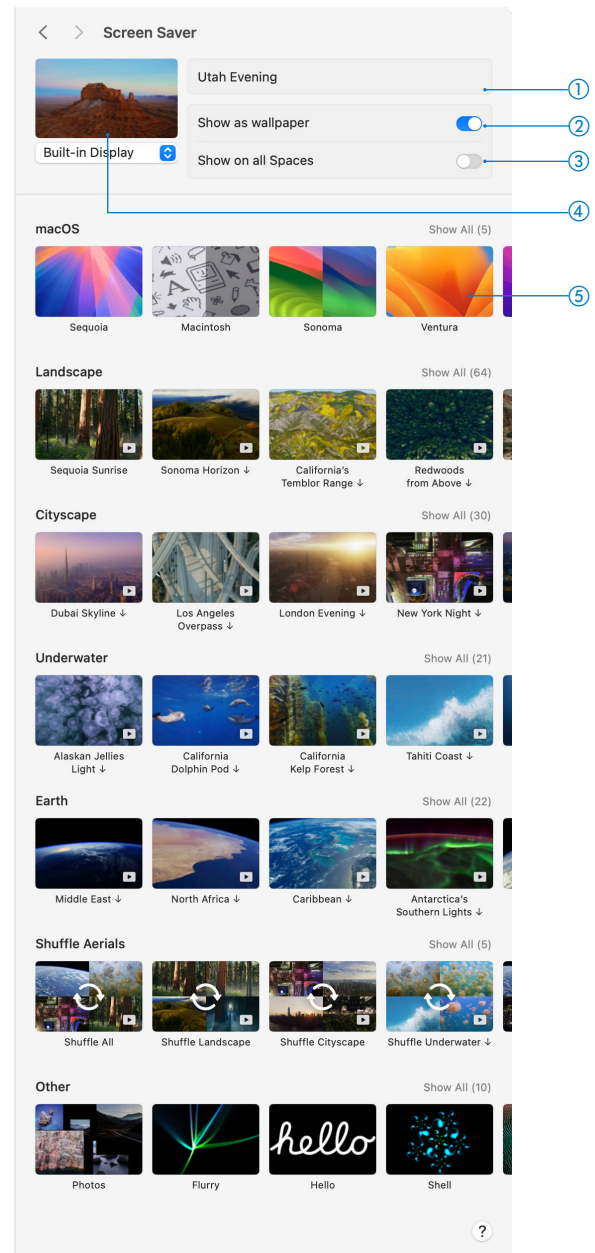 Screen Saver
Utah Evening
①
Show as wallpaper
②
Built-in Display
Show on all Spaces
③
④
macOS
Show All (5)
⑤
Sequoia
Macintosh
Sonoma
Ventura
Landscape
Show All (64)
Sequoia Sunrise
Sonoma Horizon ↓
California's
Temblor Range ↓
Redwoods
from Above ↓
Cityscape
Show All (30)
Dubai Skyline ↓
Los Angeles
Overpass ↓
London Evening ↓
New York Night ↓
Underwater
Show All (21)
Alaskan Jellies
Light ↓
California
Dolphin Pod ↓
California
Kelp Forest ↓
Tahiti Coast ↓
Earth
Show All (22)
Middle East ↓
North Africa ↓
Caribbean ↓
Antarctica's
Southern Lights ↓
Shuffle Aerials
Show All (5)
Shuffle All
Shuffle Landscape
Shuffle Cityscape
Shuffle Underwater ↓
Other
Show All (10)
hello
Photos
Flurry
Hello
Shell
?